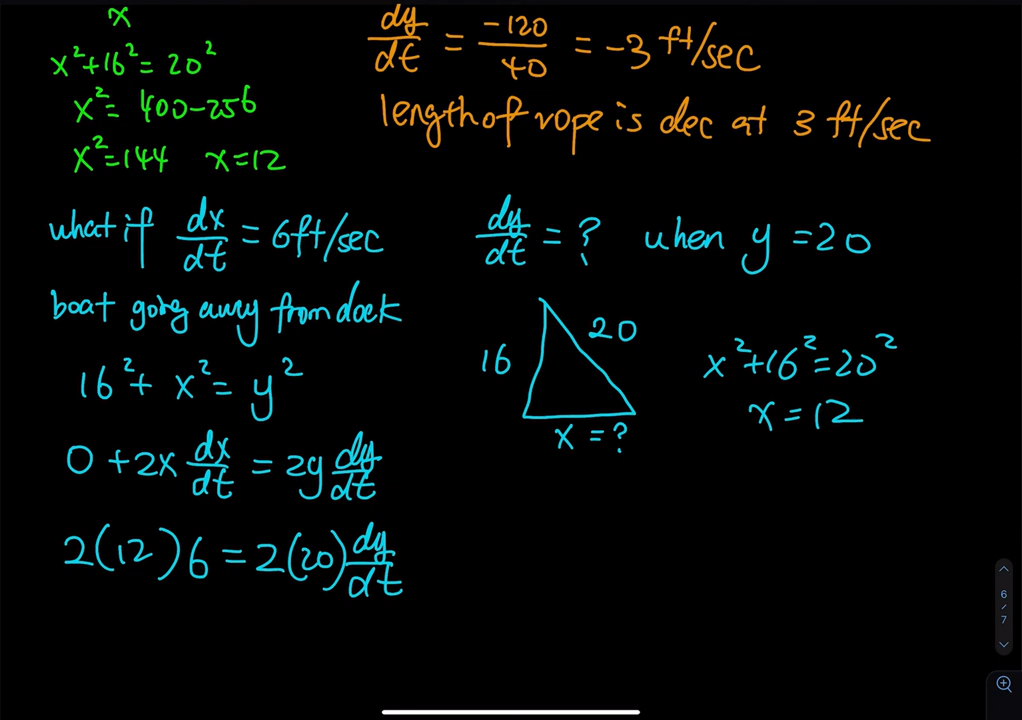 x
x²+16²=20²
x²= 400-256
x²=144 x=12
dy/dt = -120/40 = -3 ft/sec
length of rope is dec at 3 ft/sec
what if dx/dt = 6ft/sec
dy/dt = ? when y =20
boat going away from dock
16²+ x²= y²
16
20
x =?
x²+16²=20²
x =12
0 +2x dx/dt = 2y dy/dt
2(12)6=2(20)dy/dt
6
/
7